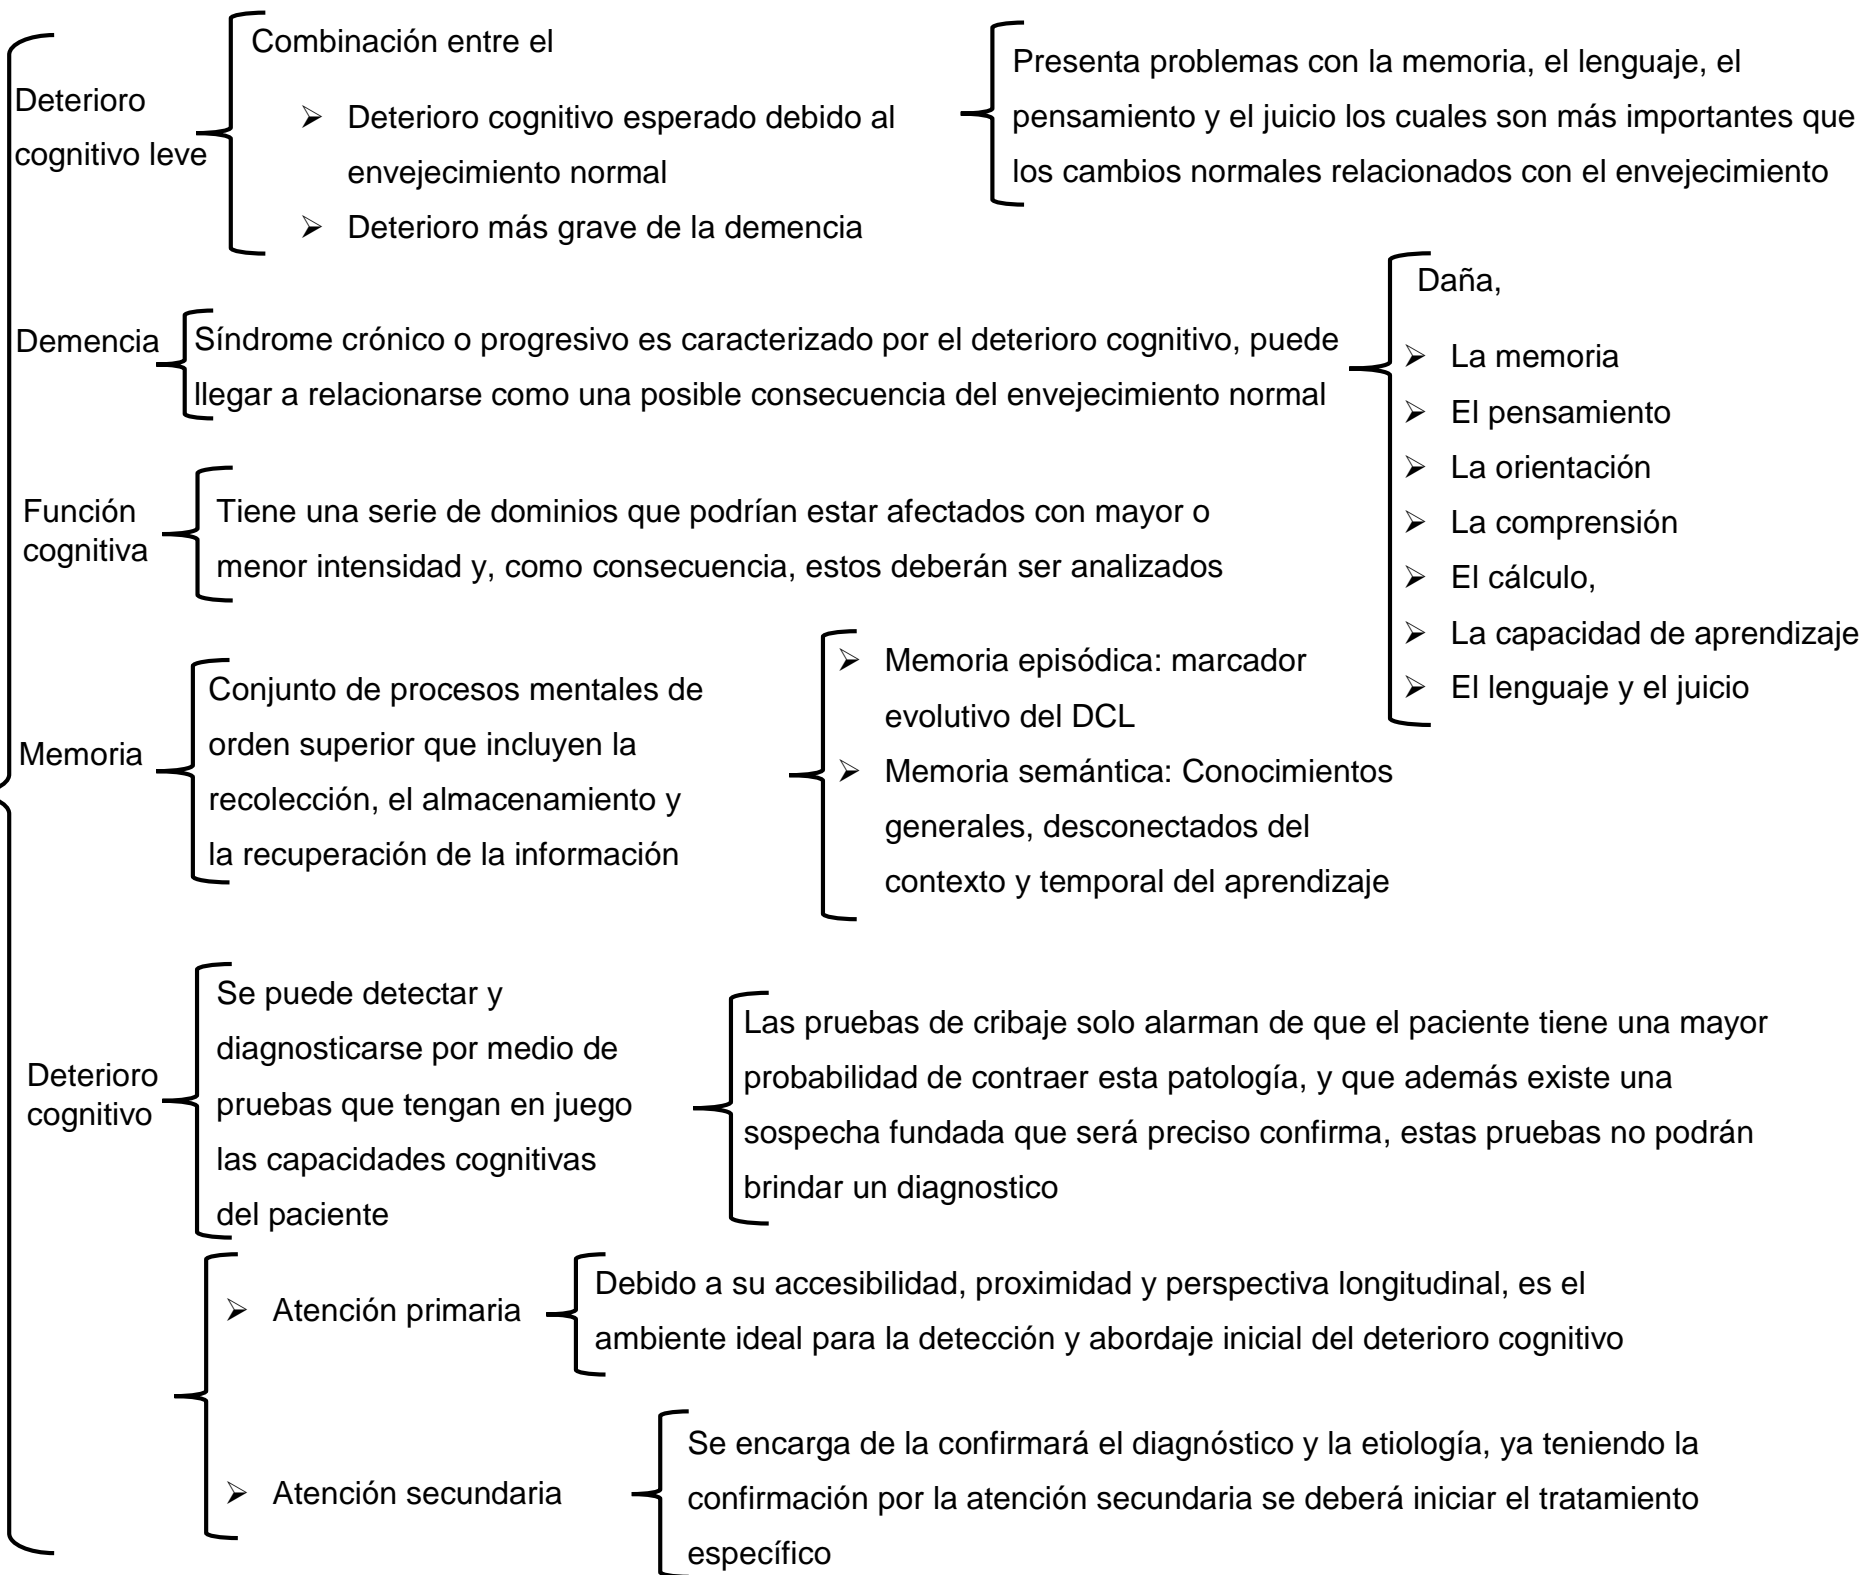 Deterioro
cognitivo leve
Combinación entre el
➢ Deterioro cognitivo esperado debido al
envejecimiento normal
➢ Deterioro más grave de la demencia
Presenta problemas con la memoria, el lenguaje, el
pensamiento y el juicio los cuales son más importantes que
los cambios normales relacionados con el envejecimiento
Demencia
Síndrome crónico o progresivo es caracterizado por el deterioro cognitivo, puede
llegar a relacionarse como una posible consecuencia del envejecimiento normal
Daña,
➢ La memoria
➢ El pensamiento
➢ La orientación
➢ La comprensión
➢ El cálculo,
➢ La capacidad de aprendizaje
➢ El lenguaje y el juicio
Función
cognitiva
Tiene una serie de dominios que podrían estar afectados con mayor o
menor intensidad y, como consecuencia, estos deberán ser analizados
Memoria
Conjunto de procesos mentales de
orden superior que incluyen la
recolección, el almacenamiento y
la recuperación de la información
➢ Memoria episódica: marcador
evolutivo del DCL
➢ Memoria semántica: Conocimientos
generales, desconectados del
contexto y temporal del aprendizaje
Deterioro
cognitivo
Se puede detectar y
diagnosticarse por medio de
pruebas que tengan en juego
las capacidades cognitivas
del paciente
Las pruebas de cribaje solo alarman de que el paciente tiene una mayor
probabilidad de contraer esta patología, y que además existe una
sospecha fundada que será preciso confirma, estas pruebas no podrán
brindar un diagnostico
➢ Atención primaria
Debido a su accesibilidad, proximidad y perspectiva longitudinal, es el
ambiente ideal para la detección y abordaje inicial del deterioro cognitivo
➢ Atención secundaria
Se encarga de la confirmará el diagnóstico y la etiología, ya teniendo la
confirmación por la atención secundaria se deberá iniciar el tratamiento
específico